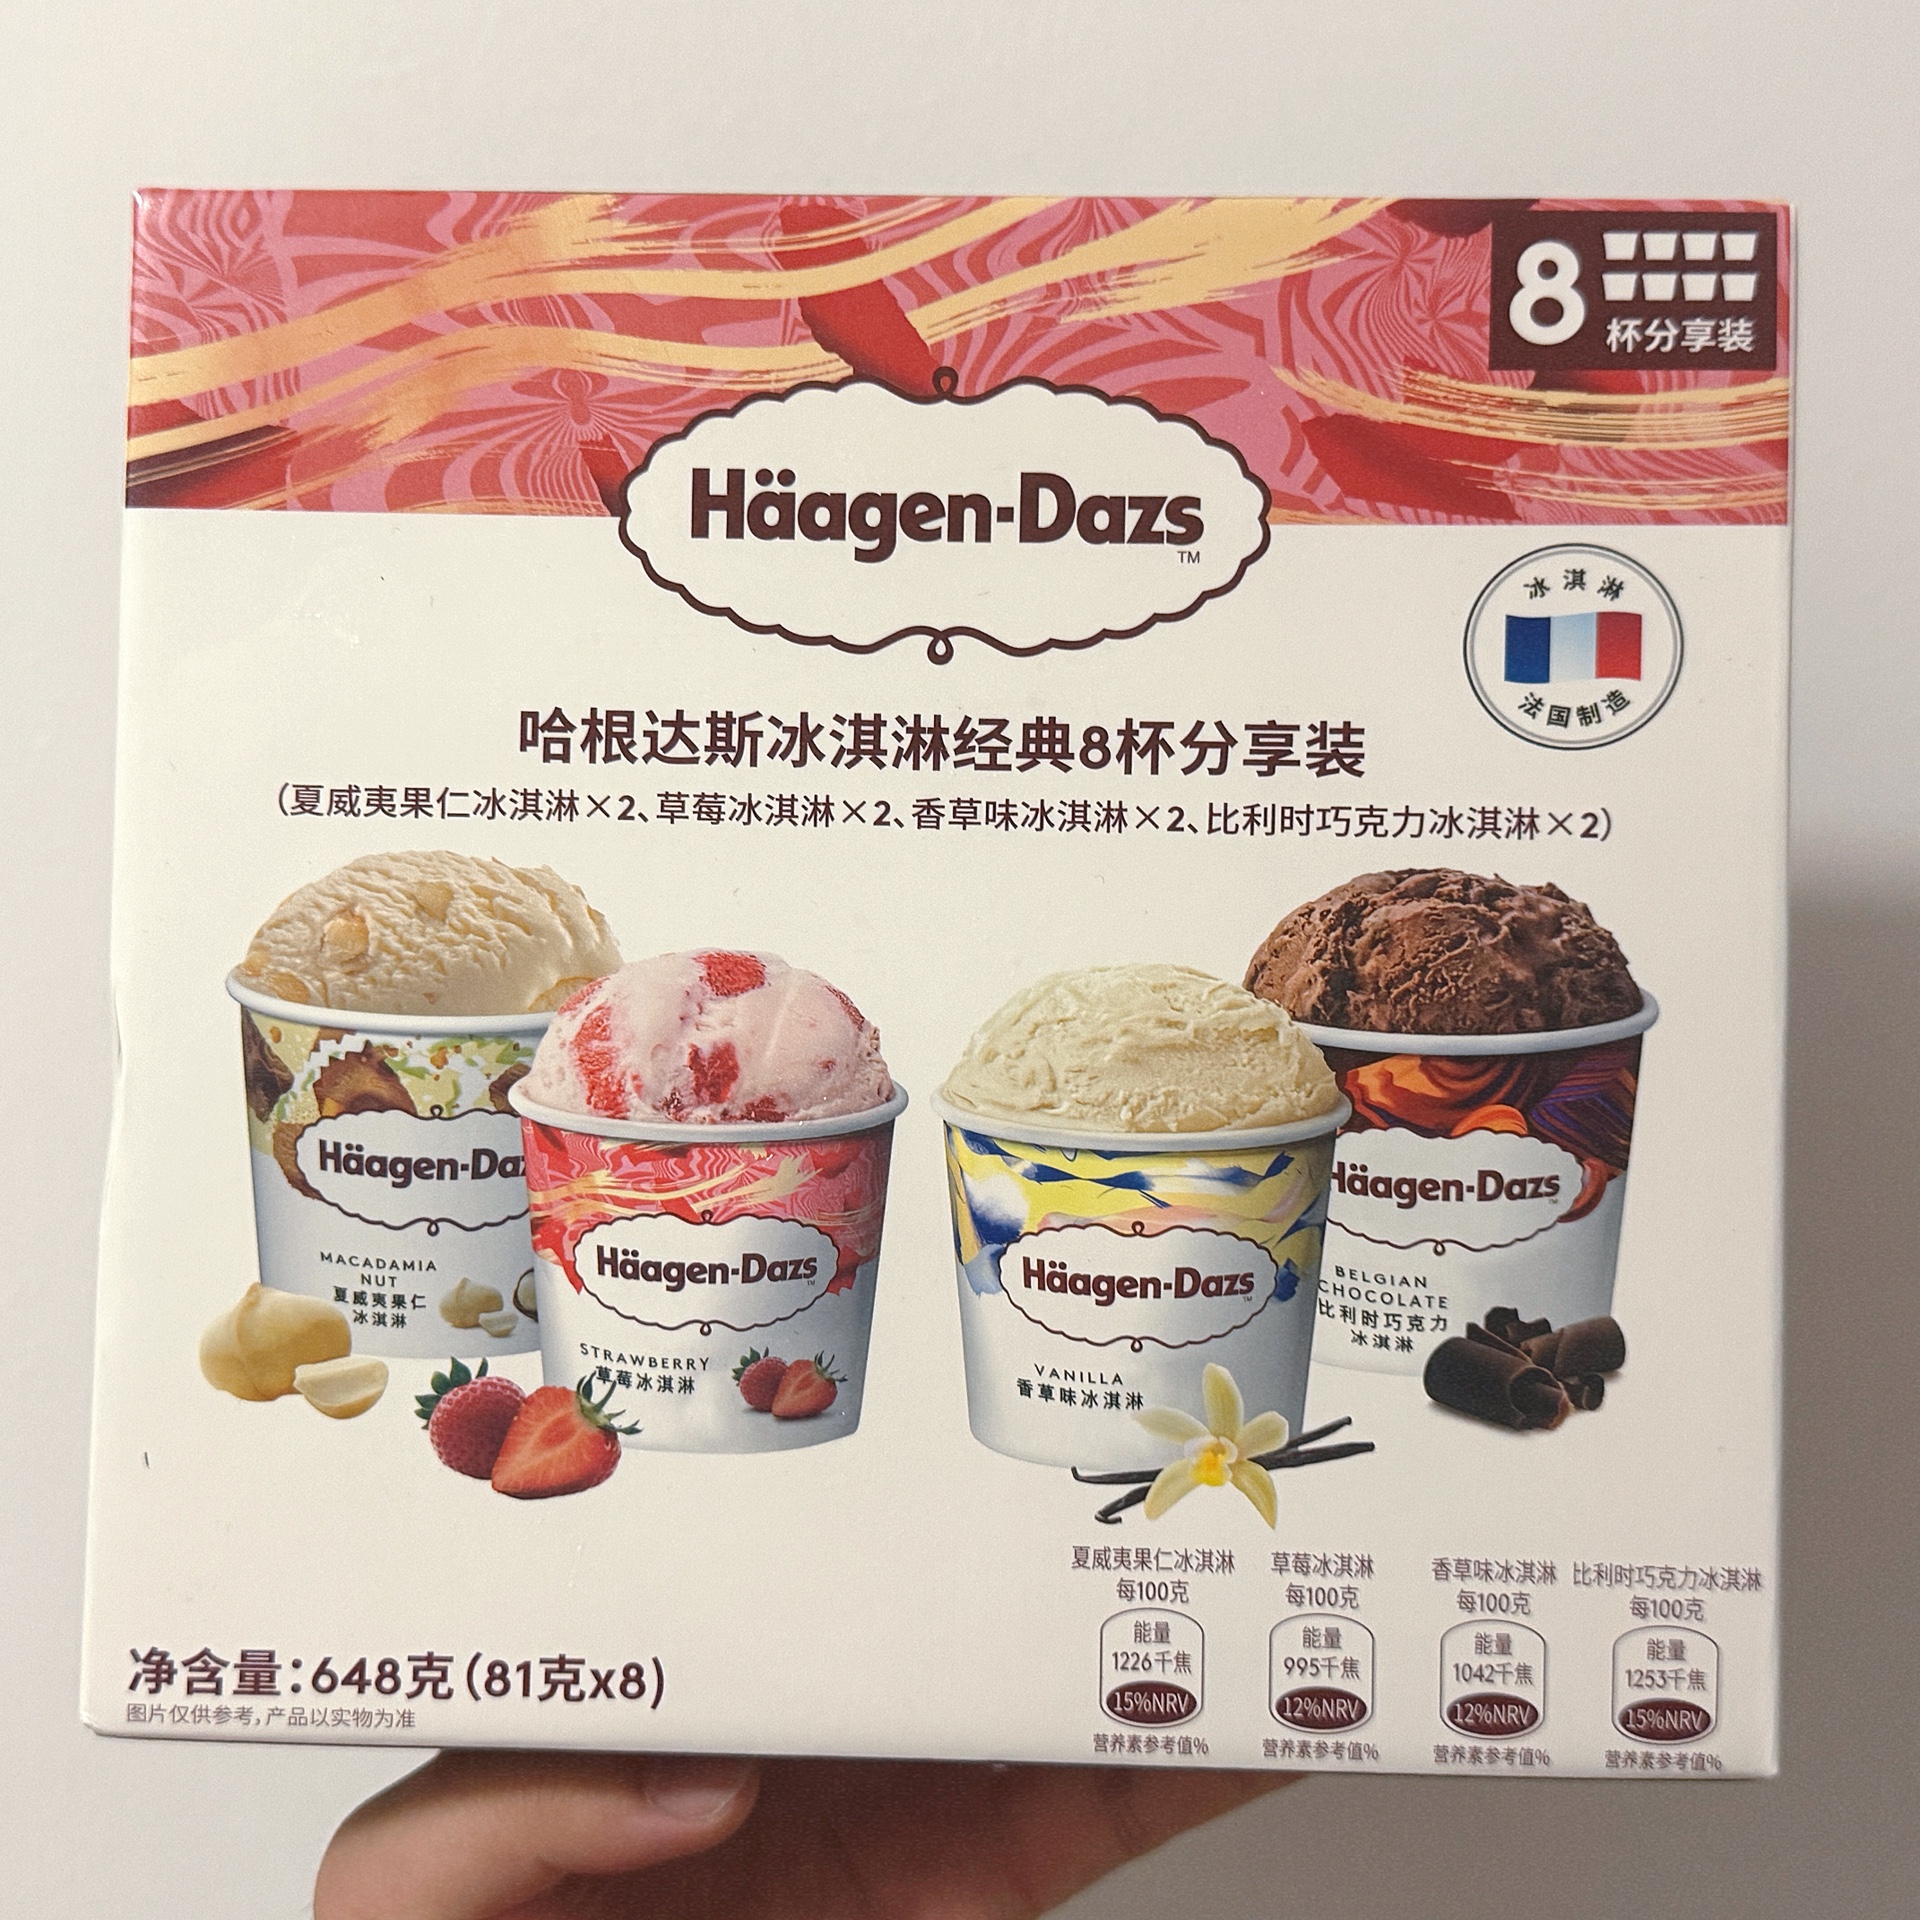 8
杯分享装
Häagen-Dazs
TM
冰淇淋
法国制造
哈根达斯冰淇淋经典8杯分享装
(夏威夷果仁冰淇淋×2、草莓冰淇淋×2、香草味冰淇淋×2、比利时巧克力冰淇淋×2)
Häagen-Da
MACADAMIA
NUT
夏威夷果仁
冰淇淋
Häagen-Dazs
TM
STRAWBERRY
草莓冰淇淋
Häagen-Dazs
TM
VANILLA
香草味冰淇淋
Häagen-Dazs
BELGIAN
CHOCOLATE
比利时巧克力
冰淇淋
夏威夷果仁冰淇淋
每100克
能量
1226千焦
15%NRV
营养素参考值%
草莓冰淇淋
每100克
能量
995千焦
12%NRV
营养素参考值%
香草味冰淇淋
每100克
能量
1042千焦
12%NRV
营养素参考值%
比利时巧克力冰淇淋
每100克
能量
1253千焦
15%NRV
营养素参考值%
净含量:648克(81克x8)
图片仅供参考,产品以实物为准